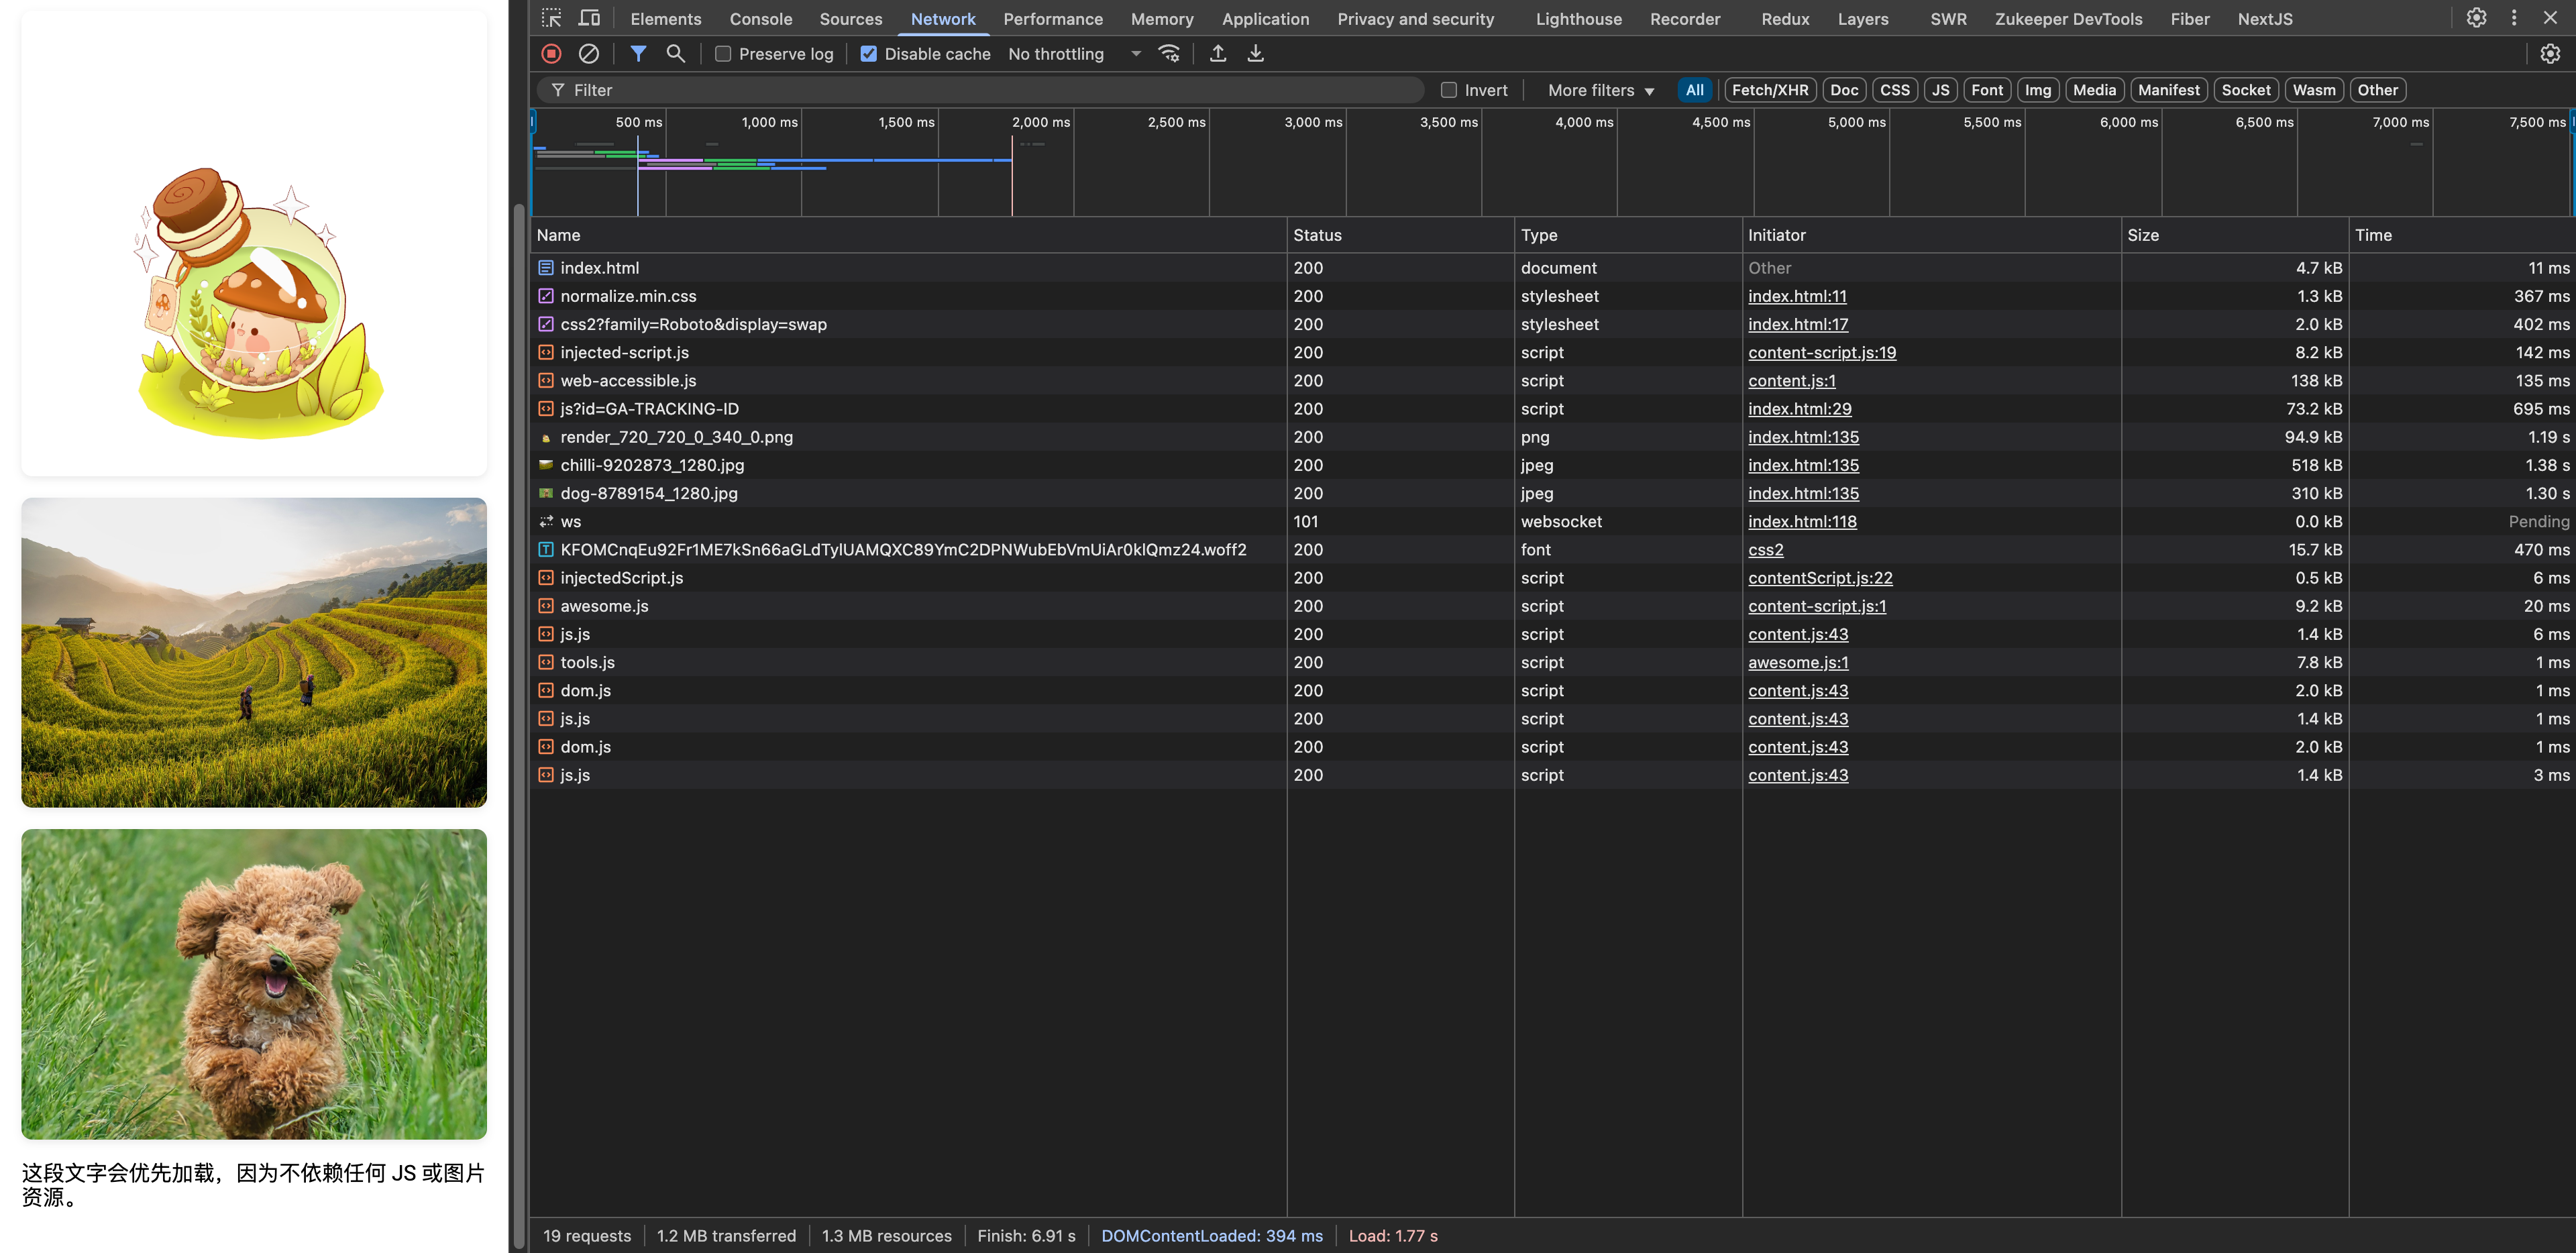 Elements Console Sources Network Performance Memory Application Privacy and security Lighthouse Recorder Redux Layers SWR Zukeeper DevTools Fiber NextJS
Preserve log Disable cache No throttling
Filter Invert More filters All Fetch/XHR Doc CSS JS Font Img Media Manifest Socket Wasm Other
500 ms 1,000 ms 1,500 ms 2,000 ms 2,500 ms 3,000 ms 3,500 ms 4,000 ms 4,500 ms 5,000 ms 5,500 ms 6,000 ms 6,500 ms 7,000 ms 7,500 ms
Name Status Type Initiator Size Time
index.html 200 document Other 4.7 kB 11 ms
normalize.min.css 200 stylesheet index.html:11 1.3 kB 367 ms
css2?family=Roboto&display=swap 200 stylesheet index.html:17 2.0 kB 402 ms
injected-script.js 200 script content-script.js:19 8.2 kB 142 ms
web-accessible.js 200 script content.js:1 138 kB 135 ms
js?id=GA-TRACKING-ID 200 script index.html:29 73.2 kB 695 ms
render_720_720_0_340_0.png 200 png index.html:135 94.9 kB 1.19 s
chilli-9202873_1280.jpg 200 jpeg index.html:135 518 kB 1.38 s
dog-8789154_1280.jpg 200 jpeg index.html:135 310 kB 1.30 s
ws 101 websocket index.html:118 0.0 kB Pending
KFOMCnqEu92Fr1ME7kSn66aGLdTylUAMQXC89YmC2DPNWubEbVmUiAr0klQmz24.woff2 200 font css2 15.7 kB 470 ms
injectedScript.js 200 script contentScript.js:22 0.5 kB 6 ms
awesome.js 200 script content-script.js:1 9.2 kB 20 ms
js.js 200 script content.js:43 1.4 kB 6 ms
tools.js 200 script awesome.js:1 7.8 kB 1 ms
dom.js 200 script content.js:43 2.0 kB 1 ms
js.js 200 script content.js:43 1.4 kB 1 ms
dom.js 200 script content.js:43 2.0 kB 1 ms
js.js 200 script content.js:43 1.4 kB 3 ms
19 requests 1.2 MB transferred 1.3 MB resources Finish: 6.91 s DOMContentLoaded: 394 ms Load: 1.77 s
这段文字会优先加载，因为不依赖任何 JS 或图片
资源。